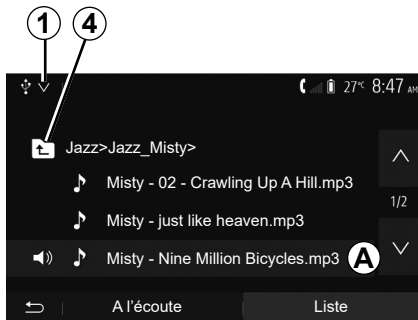 1 4
27°C 8:47 AM
Jazz>Jazz_Misty>
Misty - 02 - Crawling Up A Hill.mp3
1/2
Misty - just like heaven.mp3
Misty - Nine Million Bicycles.mp3 A
A l'écoute Liste